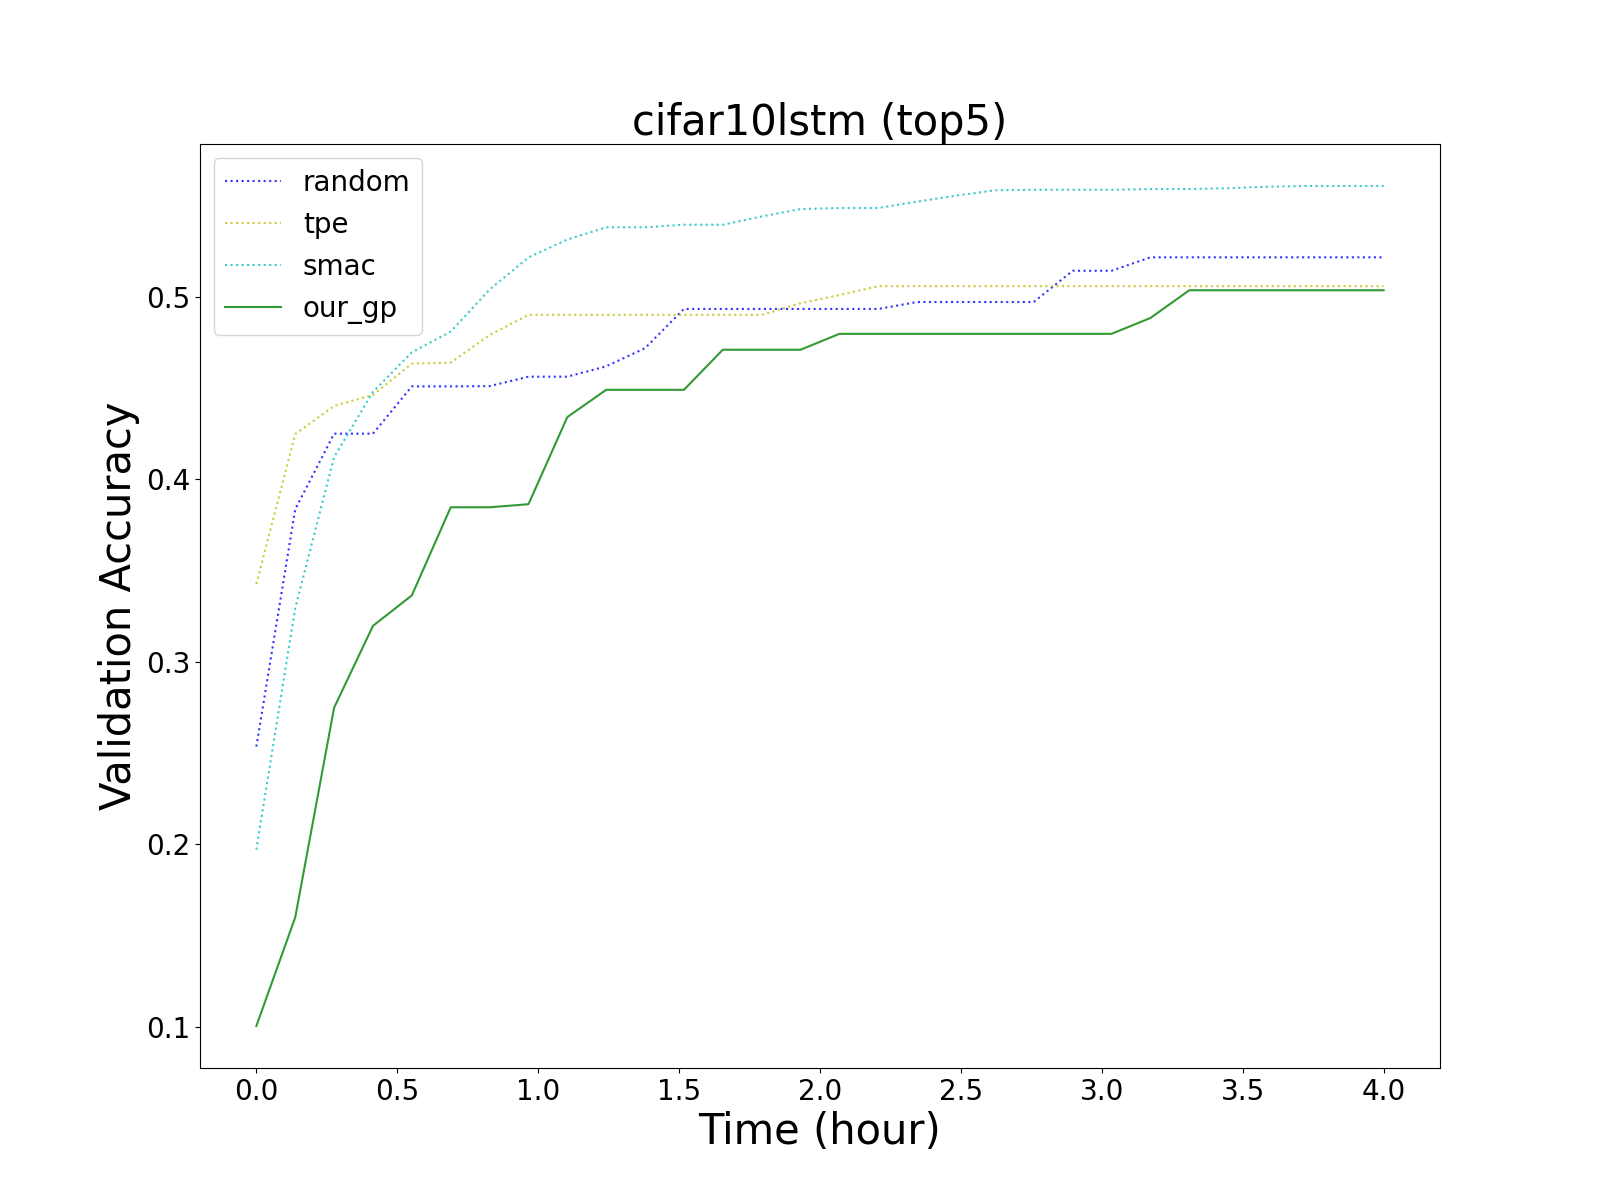 cifar10lstm (top5)
random
tpe
smac
our_gp
Validation Accuracy
0.5
0.4
0.3
0.2
0.1
0.0 0.5 1.0 1.5 2.0 2.5 3.0 3.5 4.0
Time (hour)